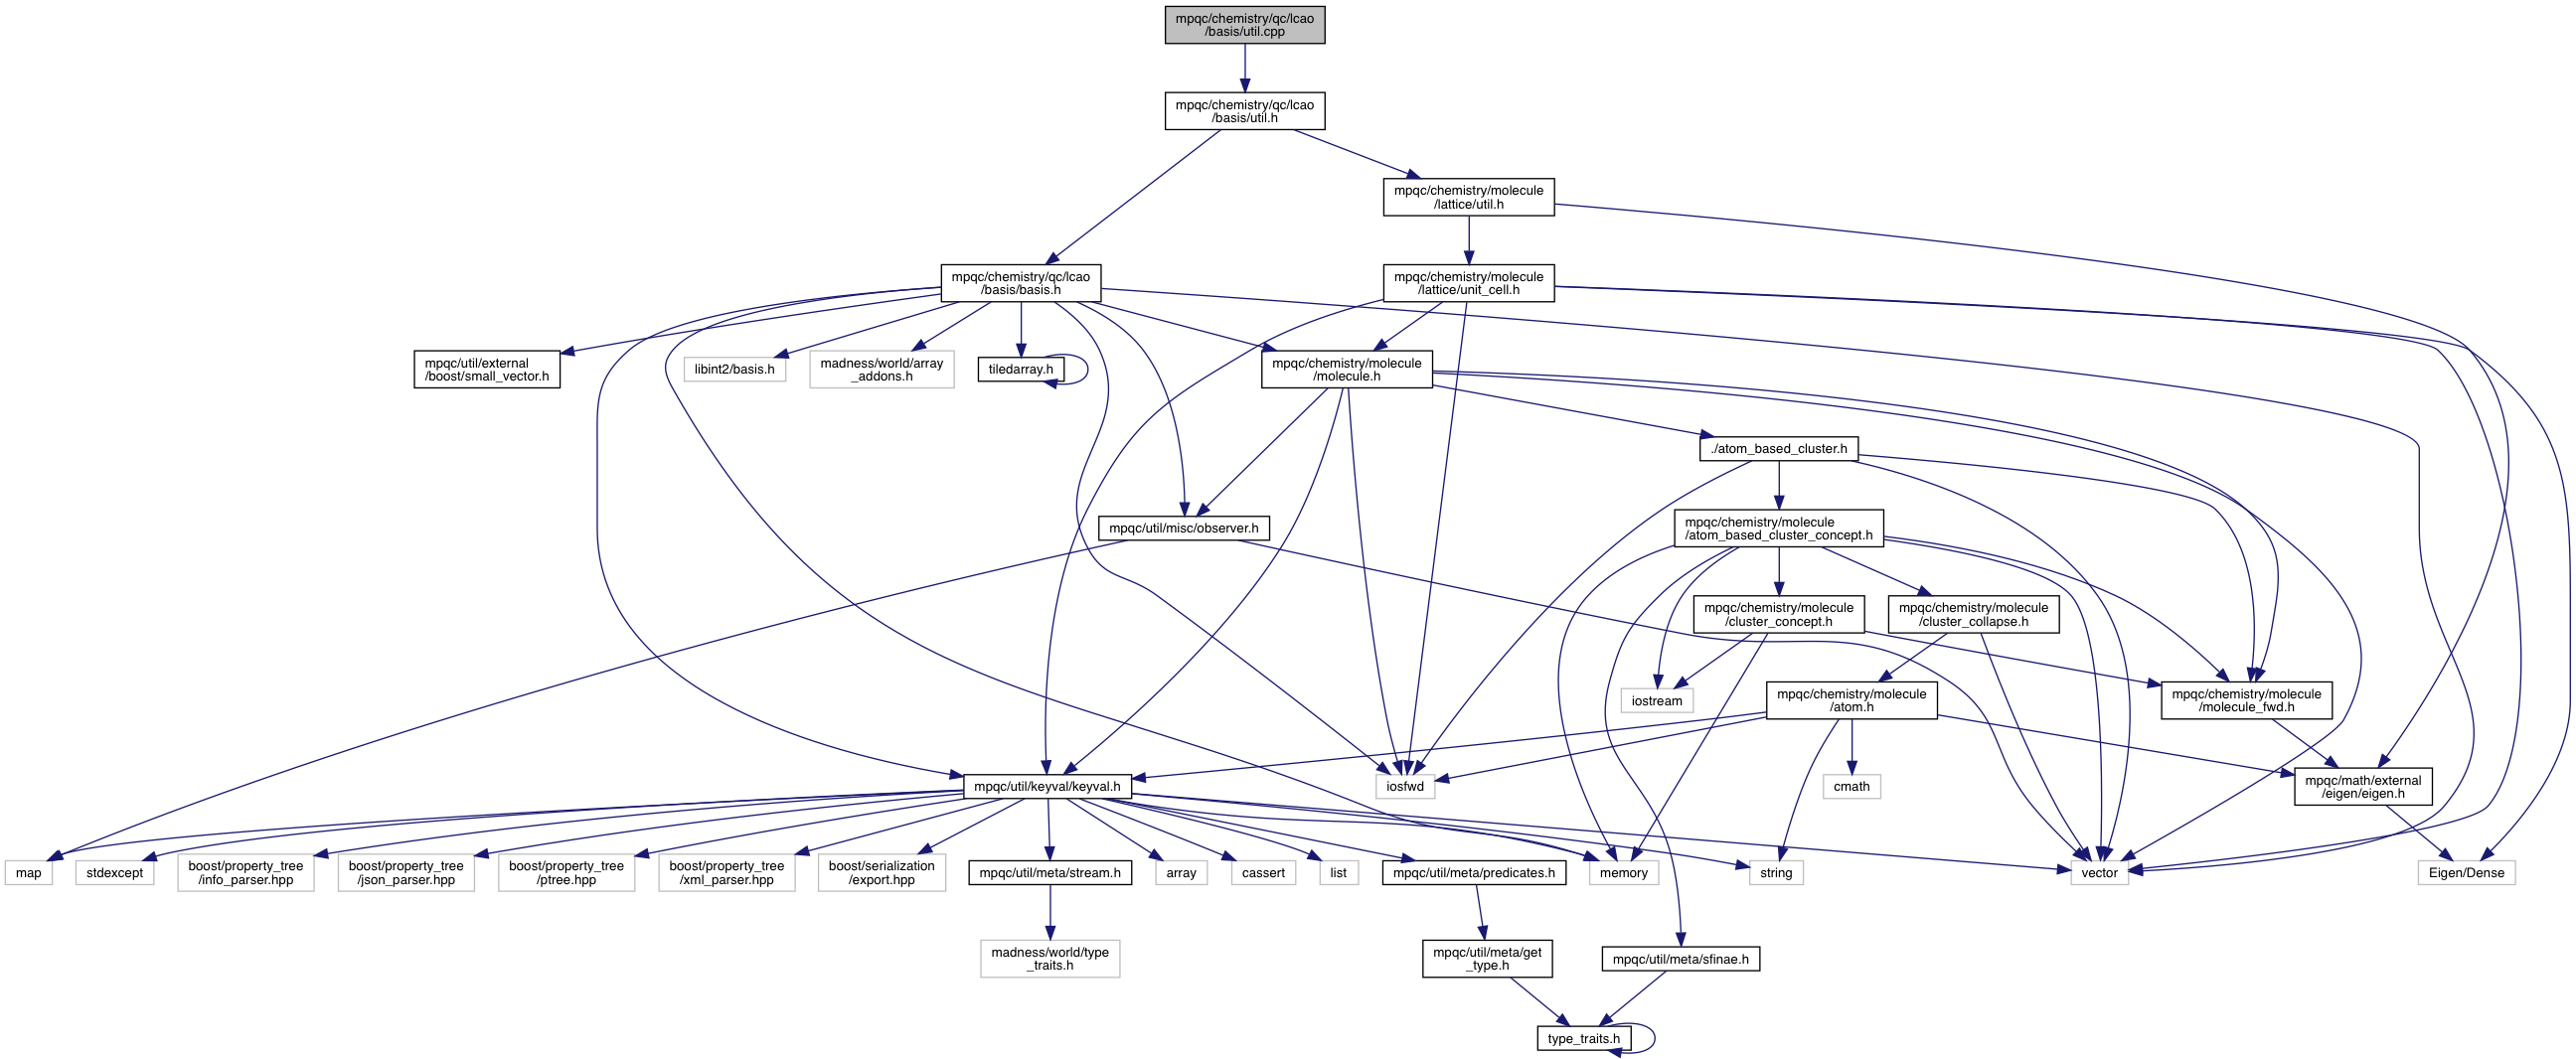 mpqc/chemistry/qc/lcao
/basis/util.cpp
mpqc/chemistry/qc/lcao
/basis/util.h
mpqc/chemistry/molecule
/lattice/util.h
mpqc/chemistry/qc/lcao
/basis/basis.h
mpqc/chemistry/molecule
/lattice/unit_cell.h
mpqc/util/external
/boost/small_vector.h
libint2/basis.h
madness/world/array
_addons.h
tiledarray.h
mpqc/chemistry/molecule
/molecule.h
./atom_based_cluster.h
mpqc/util/misc/observer.h
mpqc/chemistry/molecule
/atom_based_cluster_concept.h
mpqc/chemistry/molecule
/cluster_concept.h
mpqc/chemistry/molecule
/cluster_collapse.h
iostream
mpqc/chemistry/molecule
/atom.h
mpqc/chemistry/molecule
/molecule_fwd.h
mpqc/util/keyval/keyval.h
iosfwd
cmath
mpqc/math/external
/eigen/eigen.h
map
stdexcept
boost/property_tree
/info_parser.hpp
boost/property_tree
/json_parser.hpp
boost/property_tree
/ptree.hpp
boost/property_tree
/xml_parser.hpp
boost/serialization
/export.hpp
mpqc/util/meta/stream.h
array
cassert
list
mpqc/util/meta/predicates.h
memory
string
vector
Eigen/Dense
madness/world/type
_traits.h
mpqc/util/meta/get
_type.h
mpqc/util/meta/sfinae.h
type_traits.h